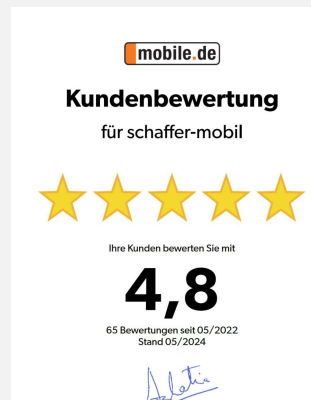 mobile.de
Kundenbewertung
für schaffer-mobil
Ihre Kunden bewerten Sie mit
4,8
65 Bewertungen seit 05/2022
Stand 05/2024